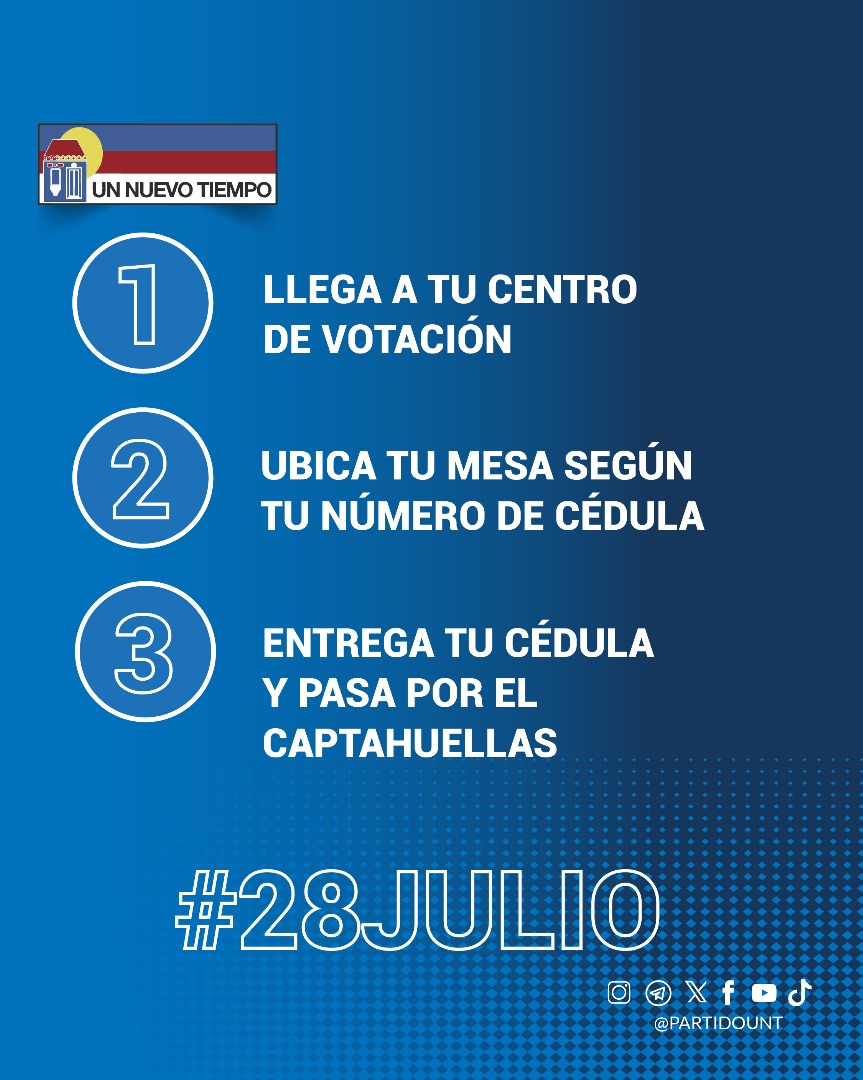 UN NUEVO TIEMPO
1
LLEGA A TU CENTRO
DE VOTACIÓN
2
UBICA TU MESA SEGÚN
TU NÚMERO DE CÉDULA
3
ENTREGA TU CÉDULA
Y PASA POR EL
CAPTAHUELLAS
#28JULIO
@PARTIDOUNT